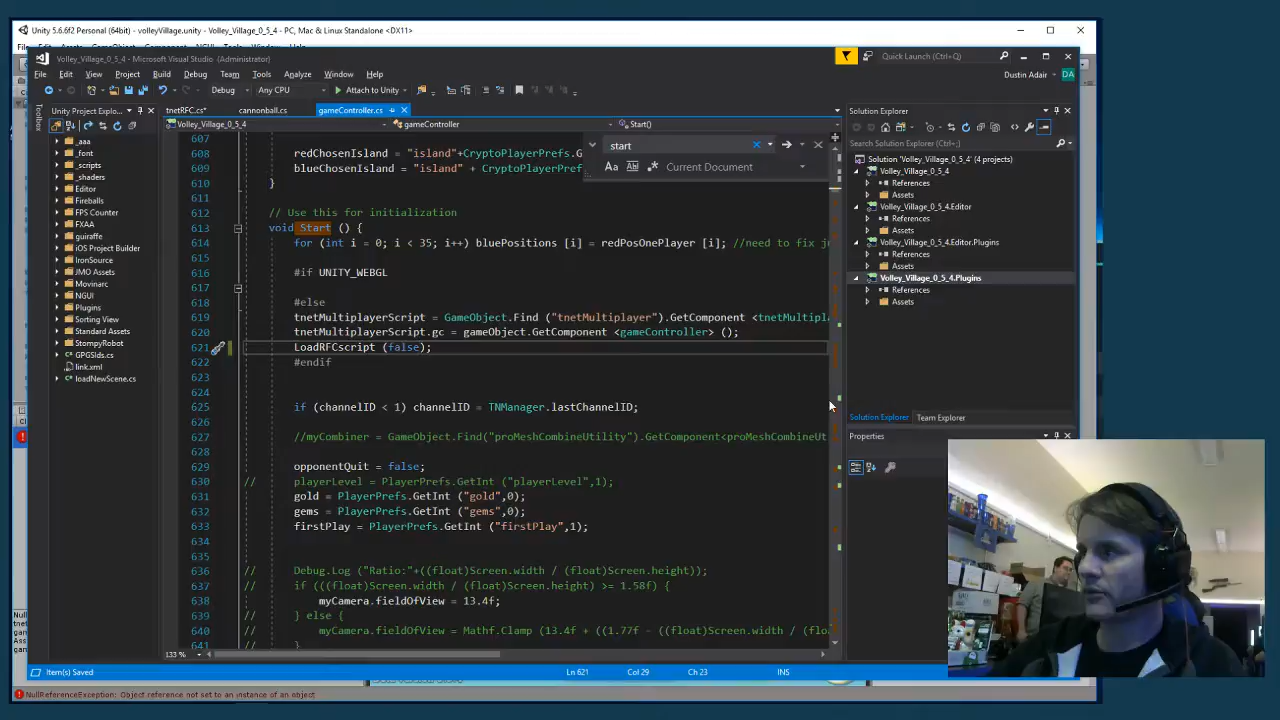 Unity 5.6.6f2 Personal (64bit) - volleyVillage.unity - Volley_Village_0_5_4 - PC, Mac & Linux Standalone <DX11>
Volley_Village_0_5_4 - Microsoft Visual Studio (Administrator)
Quick Launch (Ctrl+;)
File Edit View Project Build Debug Team Tools Analyze Window Help
Dustin Adair DA
Debug Any CPU Attach to Unity
Toolbox
Unity Project Explo...
tnetRFC.cs* cannonball.cs gameController.cs
Solution Explorer
Volley_Village_0_5_4 gameController Start()
_aaa
_font
_scripts
_shaders
Editor
Fireballs
FPS Counter
FXAA
guiraffe
iOS Project Builder
IronSource
JMO Assets
Movinarc
NGUI
Plugins
Sorting Layers
Standard Assets
StompyRobot
GPGSIds.cs
link.xml
loadNewScene.cs
start
Current Document
607
608 redChosenIsland = "island"+CryptoPlayerPrefs.G
609 blueChosenIsland = "island" + CryptoPlayerPrefs
610 }
611
612 // Use this for initialization
613 void Start () {
614 for (int i = 0; i < 35; i++) bluePositions [i] = redPosOnePlayer [i]; //need to fix ju
615
616 #if UNITY_WEBGL
617
618 #else
619 tnetMultiplayerScript = GameObject.Find ("tnetMultiplayer").GetComponent <tnetMultipla
620 tnetMultiplayerScript.gc = gameObject.GetComponent <gameController> ();
621 LoadRFCscript (false);
622 #endif
623
624
625 if (channelID < 1) channelID = TNManager.lastChannelID;
626
627 //myCombiner = GameObject.Find("proMeshCombineUtility").GetComponent<proMeshCombineUt
628
629 opponentQuit = false;
630 // playerLevel = PlayerPrefs.GetInt ("playerLevel",1);
631 gold = PlayerPrefs.GetInt ("gold",0);
632 gems = PlayerPrefs.GetInt ("gems",0);
633 firstPlay = PlayerPrefs.GetInt ("firstPlay",1);
634
635
636 // Debug.Log ("Ratio:"+((float)Screen.width / (float)Screen.height));
637 // if (((float)Screen.width / (float)Screen.height) >= 1.58f) {
638 myCamera.fieldOfView = 13.4f;
639 // } else {
640 // myCamera.fieldOfView = Mathf.Clamp (13.4f + ((1.77f - ((float)Screen.width / (float)S
641 // }
133 %
Search Solution Explorer (Ctrl+;)
Solution 'Volley_Village_0_5_4' (4 projects)
Volley_Village_0_5_4
References
Assets
Volley_Village_0_5_4.Editor
References
Assets
Volley_Village_0_5_4.Editor.Plugins
References
Assets
Volley_Village_0_5_4.Plugins
References
Assets
Solution Explorer Team Explorer
Properties
Item(s) Saved Ln 621 Col 29 Ch 23 INS
NullReferenceException: Object reference not set to an instance of an object